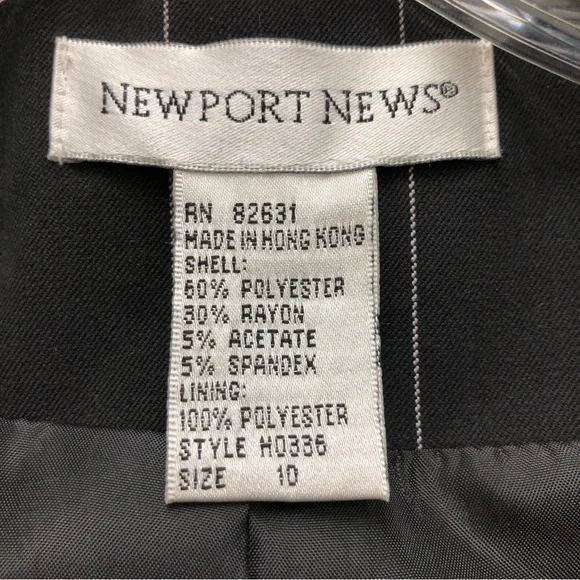 NEWPORT NEWS®
RN 82631
MADE IN HONG KONG
SHELL:
60% POLYESTER
30% RAYON
5% ACETATE
5% SPANDEX
LINING:
100% POLYESTER
STYLE H0336
SIZE 10